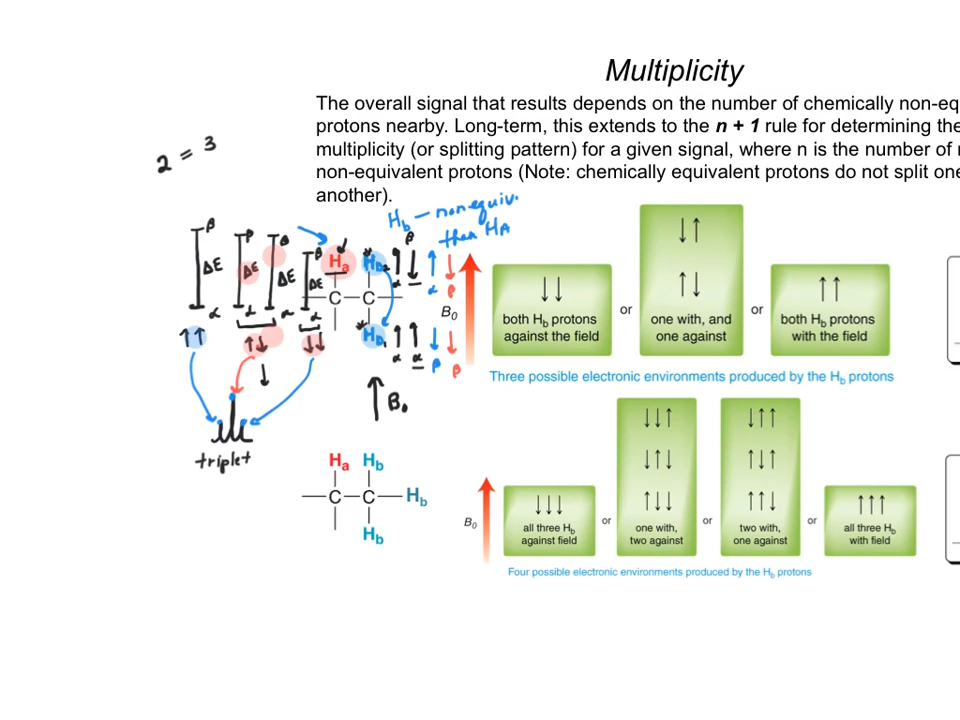 Multiplicity
The overall signal that results depends on the number of chemically non-eq
protons nearby. Long-term, this extends to the n + 1 rule for determining the
multiplicity (or splitting pattern) for a given signal, where n is the number of
non-equivalent protons (Note: chemically equivalent protons do not split one
another).
2 = 3
Hb – nonequiv.
then HA
β β β β β
ΔE ΔE ΔE ΔE
α α α α
Ha Hb2
α α β
C C
Hb1
α α β β
↑↑ ↑↓ ↓↓
↑ B0
triplet
B0
↓↓
both Hb protons
against the field
or
↓↑
↑↓
one with, and
one against
or
↑↑
both Hb protons
with the field
Three possible electronic environments produced by the Hb protons
Ha Hb
C C Hb
Hb
B0
↓↓↓
all three Hb
against field
or
↓↓↑
↓↑↓
↑↓↓
one with,
two against
or
↓↑↑
↑↓↑
↑↑↓
two with,
one against
or
↑↑↑
all three Hb
with field
Four possible electronic environments produced by the Hb protons